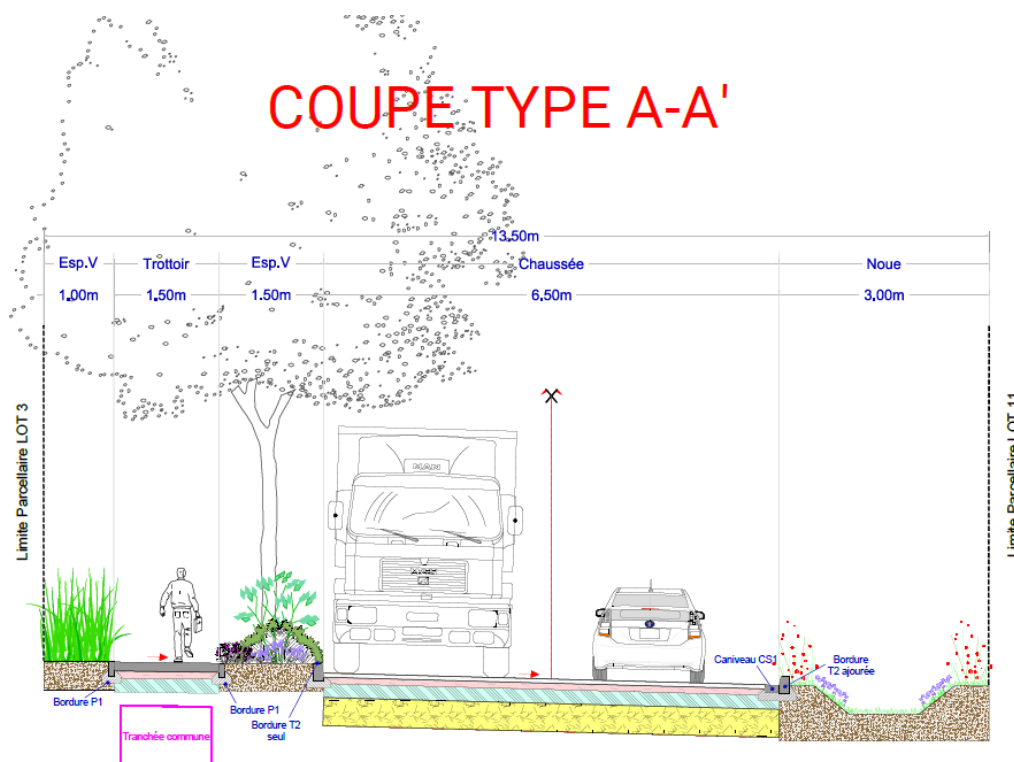 COUPE TYPE A-A'
13.50m
Esp.V Trottoir Esp.V Chaussée Noue
1.00m 1.50m 1.50m 6.50m 3.00m
Limite Parcellaire LOT 3
Limite Parcellaire LOT 11
MAN
Caniveau CS1
Bordure
T2 ajourée
Bordure P1
Bordure P1
Bordure T2
seul
Tranchée commune